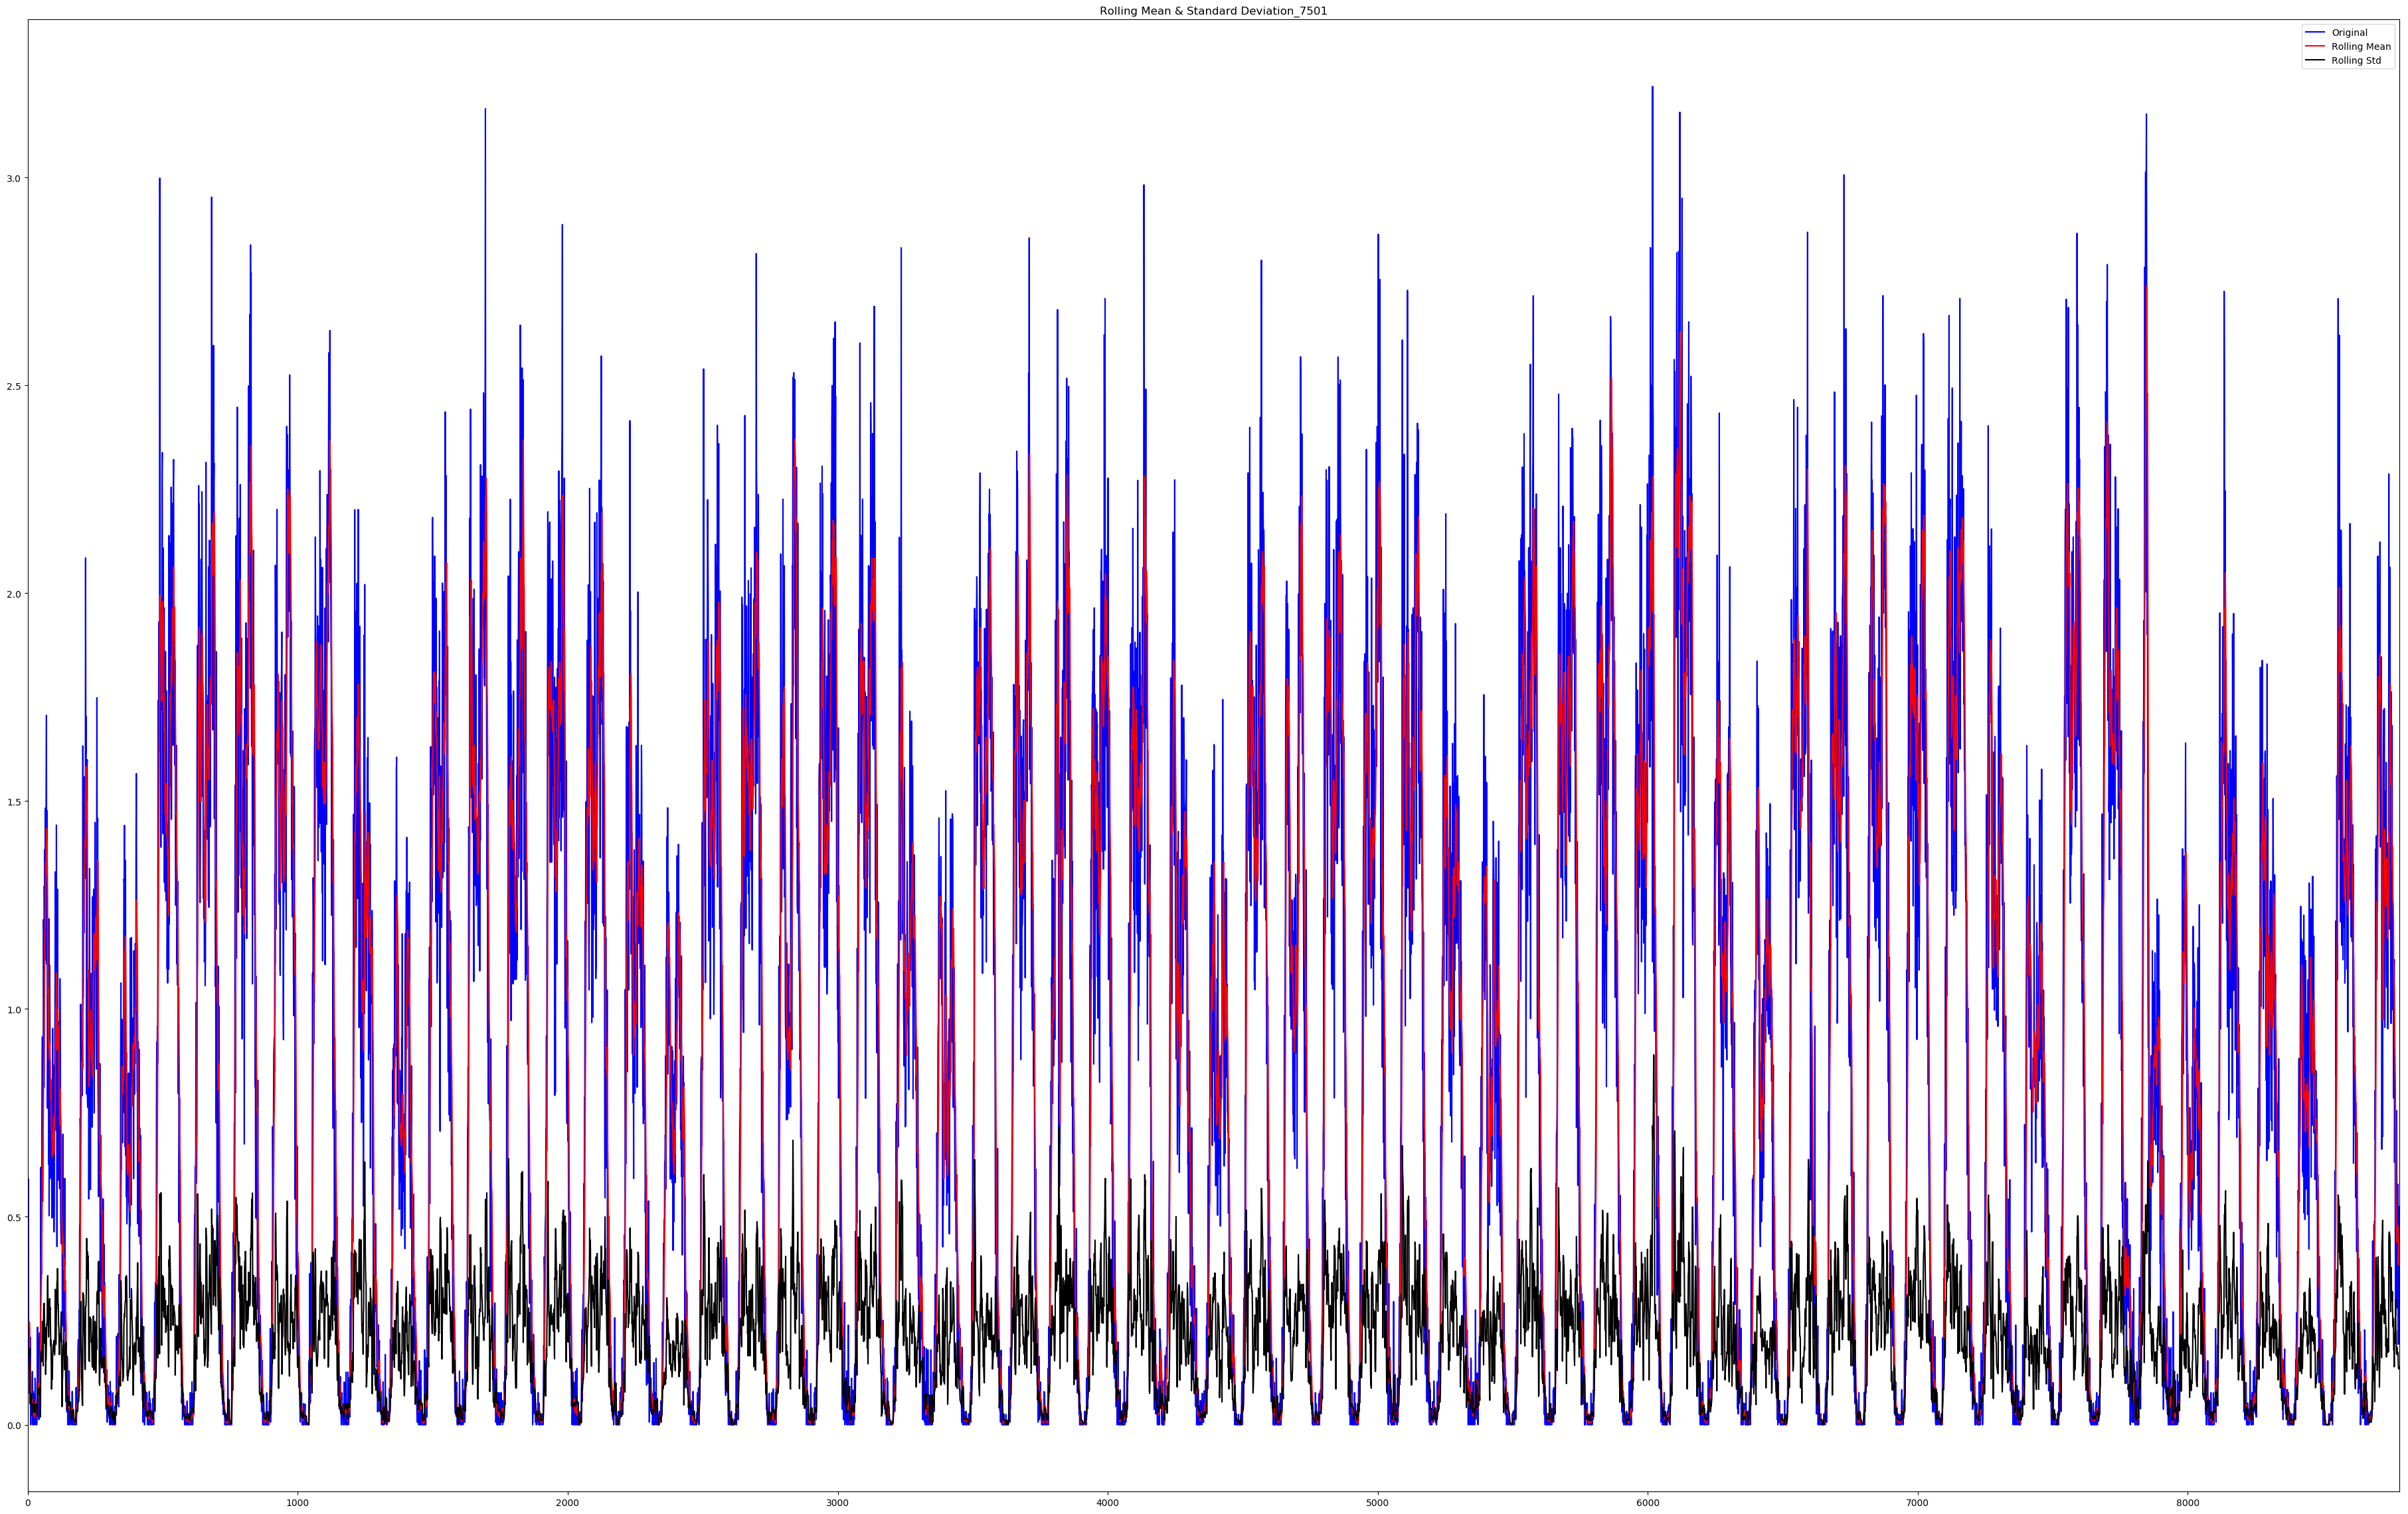 Rolling Mean & Standard Deviation_7501
Original
Rolling Mean
Rolling Std
3.0
2.5
2.0
1.5
1.0
0.5
0.0
0 1000 2000 3000 4000 5000 6000 7000 8000